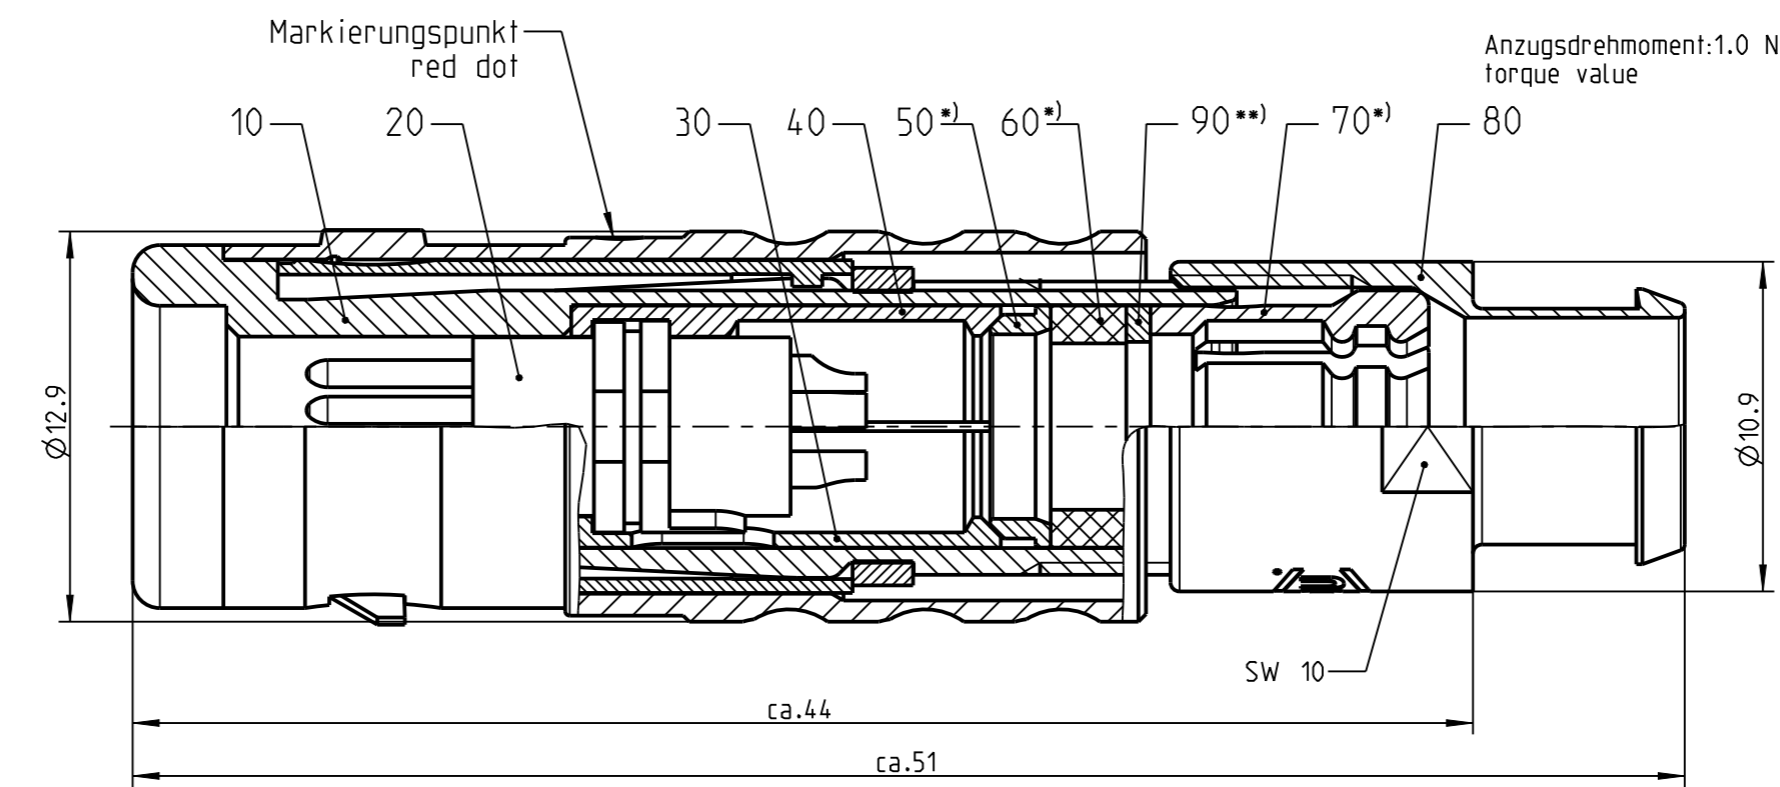 Markierungspunkt
red dot
Anzugsdrehmoment:1.0 N
torque value
10 20 30 40 50*) 60*) 90**) 70*) 80
Ø12.9
Ø10.9
SW 10
ca.44
ca.51